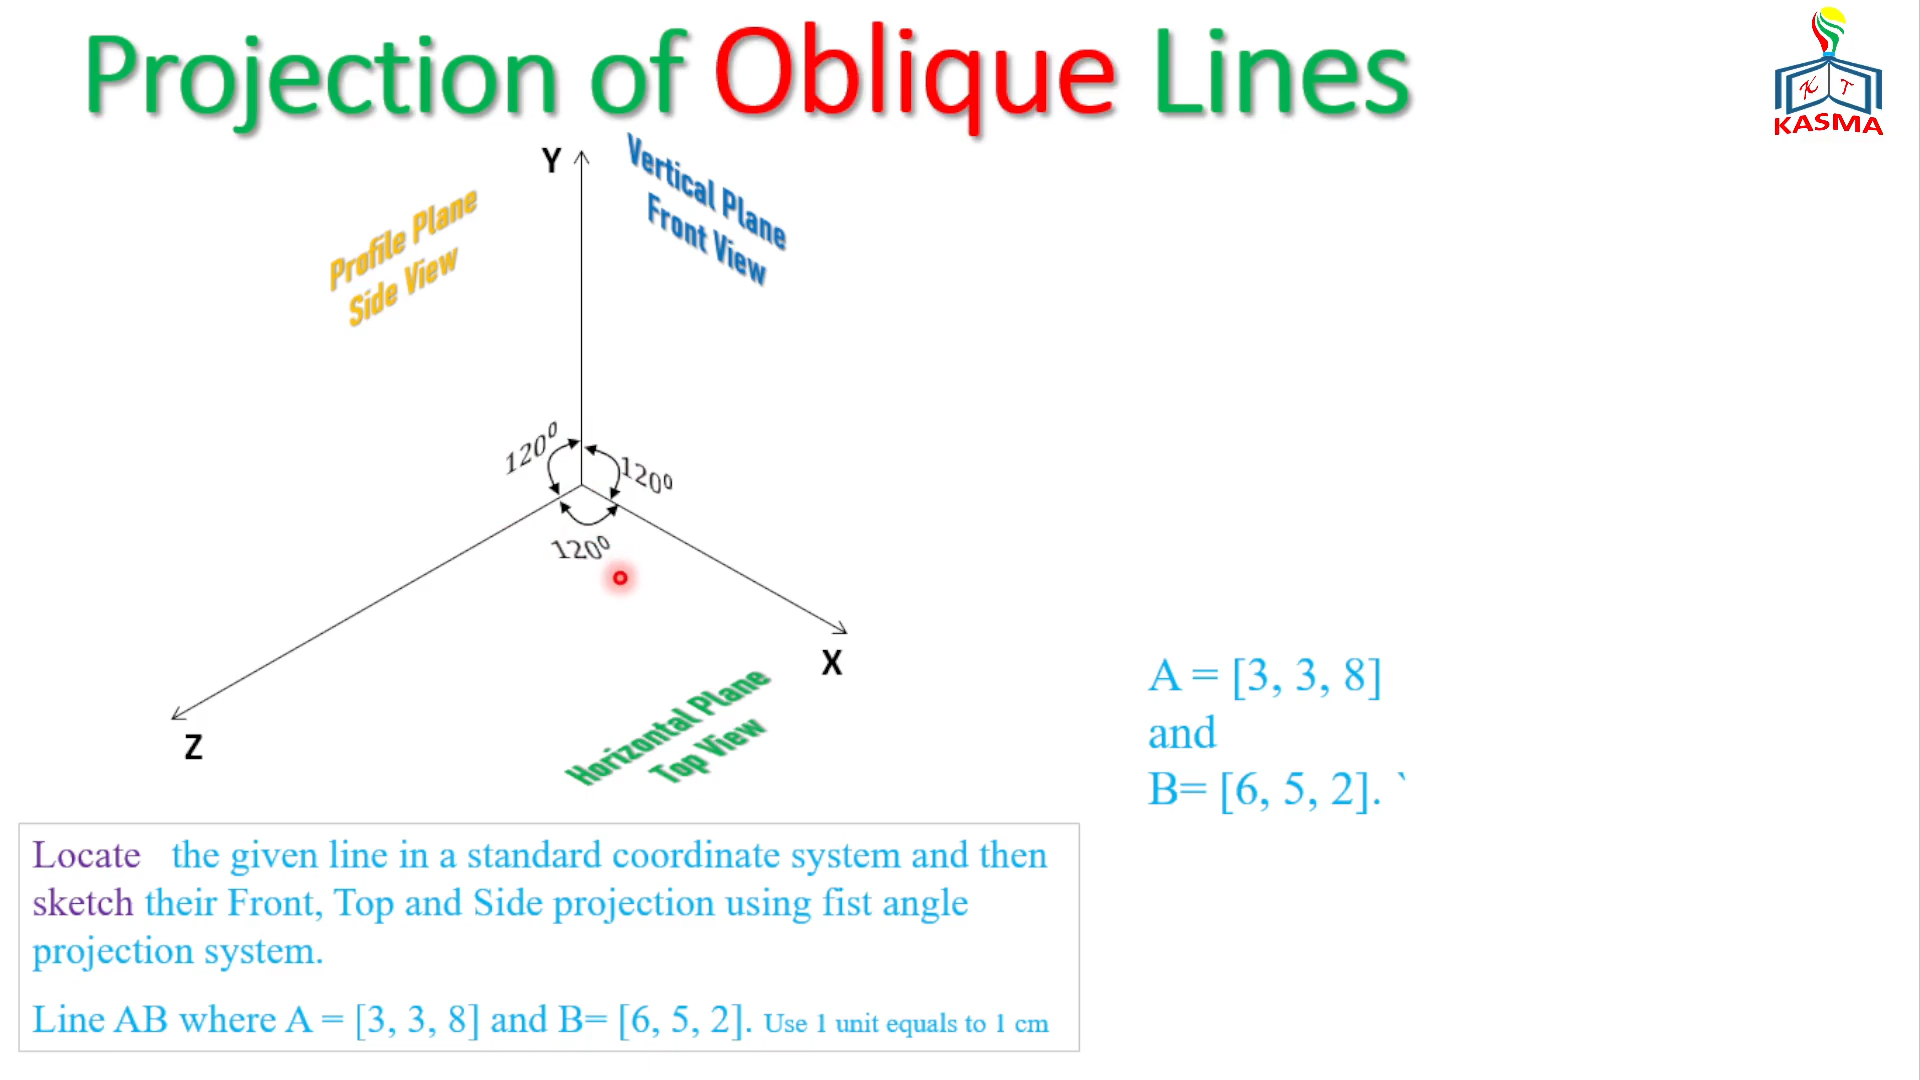 Projection of Oblique Lines
K T
KASMA
Y
Vertical Plane
Front View
Profile Plane
Side View
120⁰
120⁰
120⁰
X
Z
Horizontal Plane
Top View
A = [3, 3, 8]
and
B= [6, 5, 2]. `
Locate the given line in a standard coordinate system and then
sketch their Front, Top and Side projection using fist angle
projection system.
Line AB where A = [3, 3, 8] and B= [6, 5, 2]. Use 1 unit equals to 1 cm